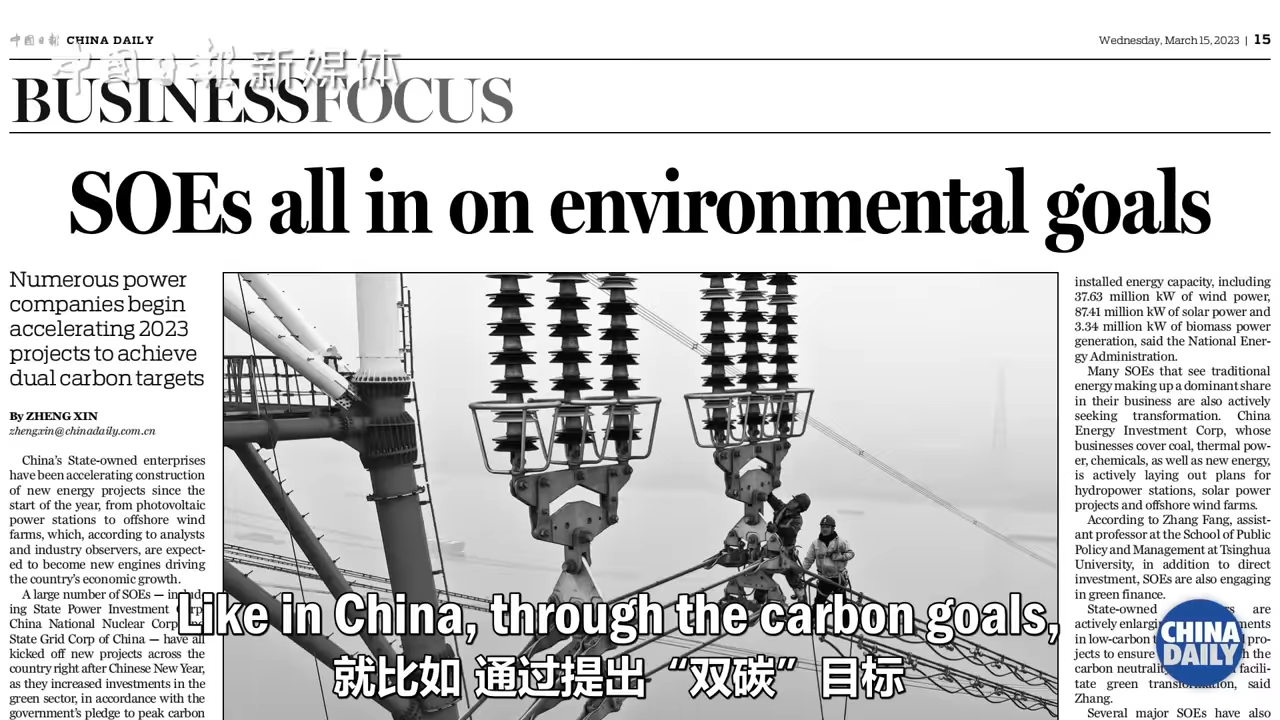 中国日报 CHINA DAILY
Wednesday, March 15, 2023 | 15
中国日报 新媒体
BUSINESSFOCUS
SOEs all in on environmental goals
Numerous power
companies begin
accelerating 2023
projects to achieve
dual carbon targets
By ZHENG XIN
zhengxin@chinadaily.com.cn
China's State-owned enterprises
have been accelerating construction
of new energy projects since the
start of the year, from photovoltaic
power stations to offshore wind
farms, which, according to analysts
and industry observers, are expect-
ed to become new engines driving
the country's economic growth.
A large number of SOEs —
ing State Power Investment
China National Nuclear
State Grid Corp of China — have all
kicked off new projects across the
country right after Chinese New Year,
as they increased investments in the
green sector, in accordance with the
government's pledge to peak carbon
installed energy capacity, including
37.63 million kW of wind power,
87.41 million kW of solar power and
3.34 million kW of biomass power
generation, said the National Ener-
gy Administration.
Many SOEs that see traditional
energy making up a dominant share
in their business are also actively
seeking transformation. China
Energy Investment Corp, whose
businesses cover coal, thermal pow-
er, chemicals, as well as new energy,
is actively laying out plans for
hydropower stations, solar power
projects and offshore wind farms.
According to Zhang Fang, assist-
ant professor at the School of Public
Policy and Management at Tsinghua
University, in addition to direct
investment, SOEs are also engaging
in green finance.
State-owned are
actively
in low-carbon pro-
jects to ensure the
carbon facili-
tate green said
Zhang.
Several major SOEs have also
Like in China, through the carbon goals,
就比如 通过提出“双碳”目标
CHINA
DAILY